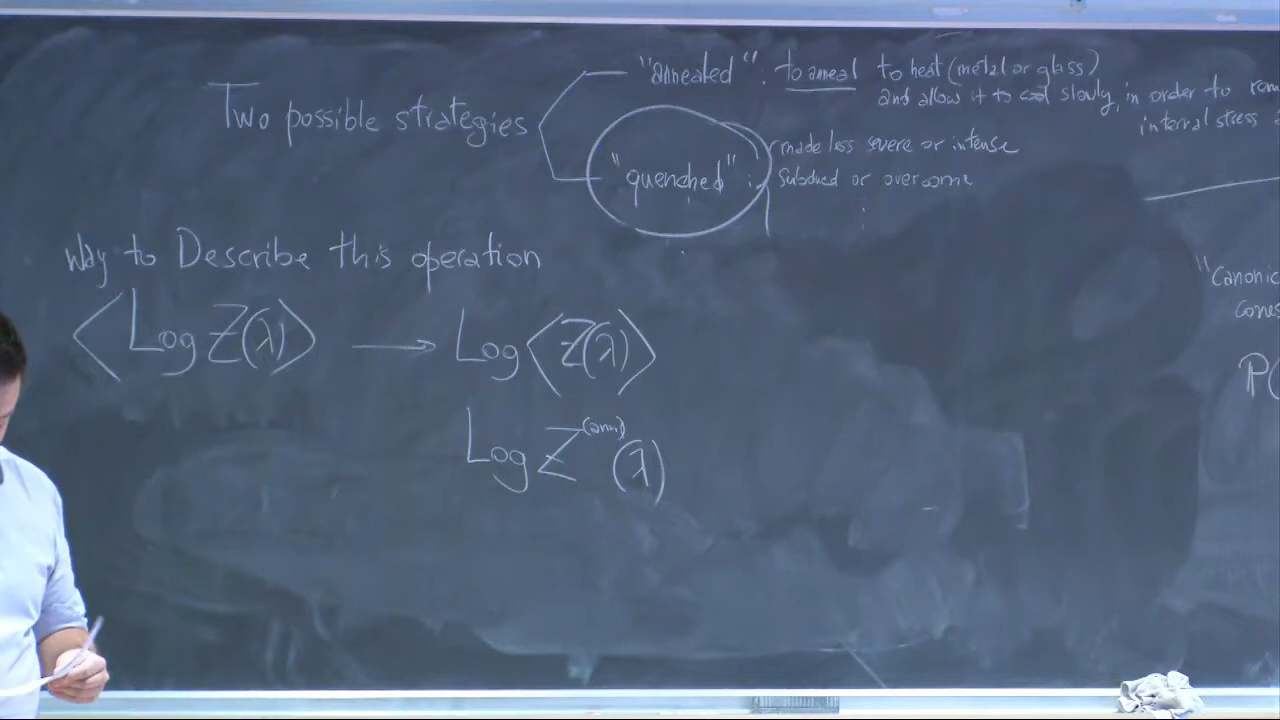 Two possible strategies
"annealed": to anneal to heat (metal or glass)
and allow it to cool slowly, in order to rem
internal stress
"quenched": made less severe or intense
subdued or overcome
Way to Describe this operation
⟨Log Z(λ)⟩ → Log⟨Z(λ)⟩
Log Z^(ann) (λ)
"Canonic
P(